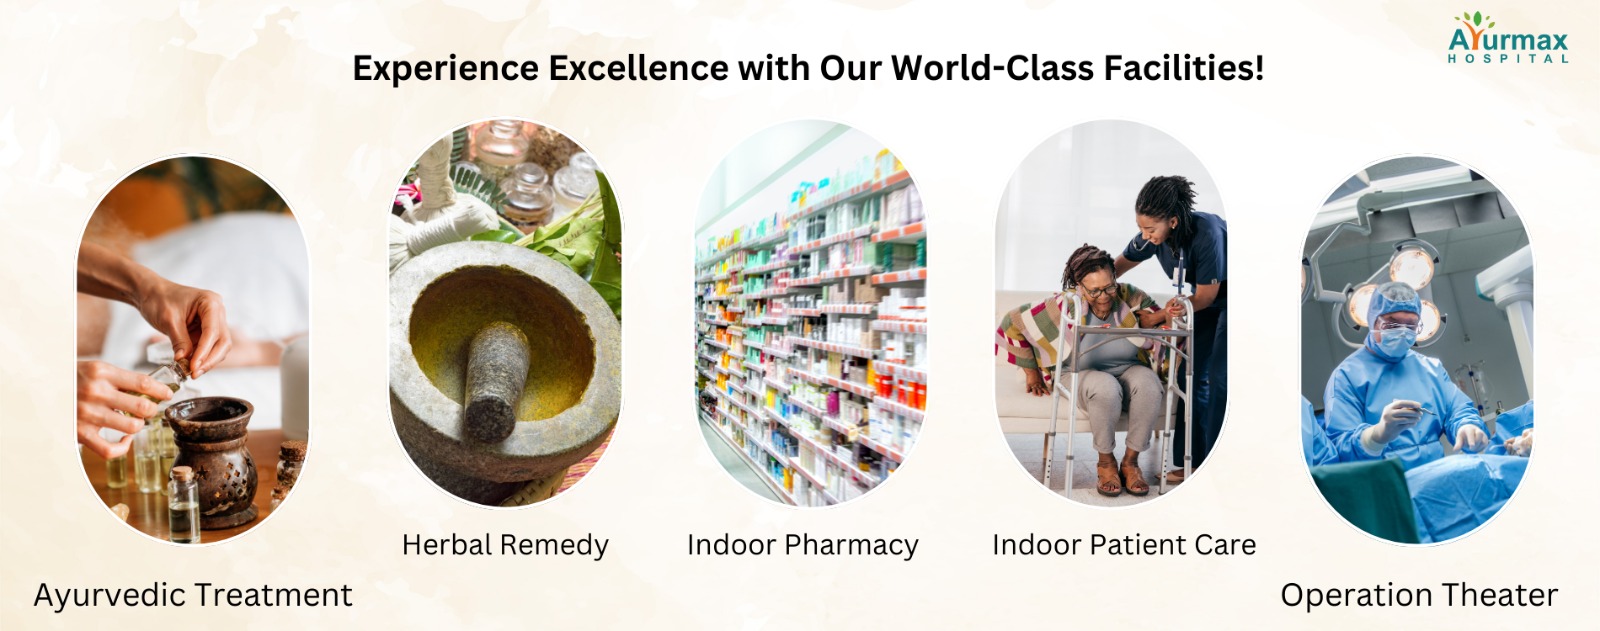 Ayurmax
HOSPITAL
Experience Excellence with Our World-Class Facilities!
Herbal Remedy
Indoor Pharmacy
Indoor Patient Care
Ayurvedic Treatment
Operation Theater